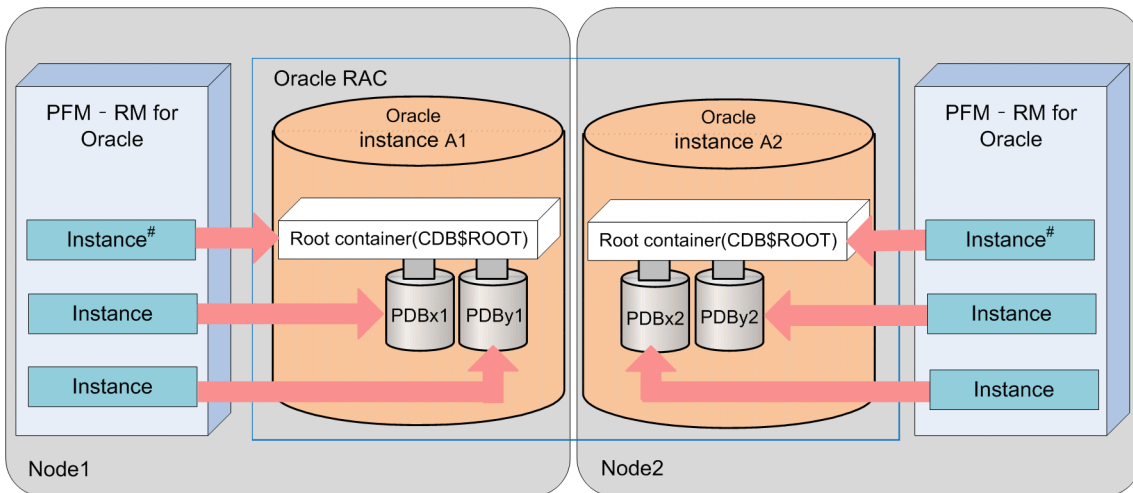 Oracle RAC
PFM - RM for
Oracle
Instance#
Instance
Instance
Oracle
instance A1
Root container(CDB$ROOT)
PDBx1
PDBy1
Node1
Oracle
instance A2
Root container(CDB$ROOT)
PDBx2
PDBy2
PFM - RM for
Oracle
Instance#
Instance
Instance
Node2